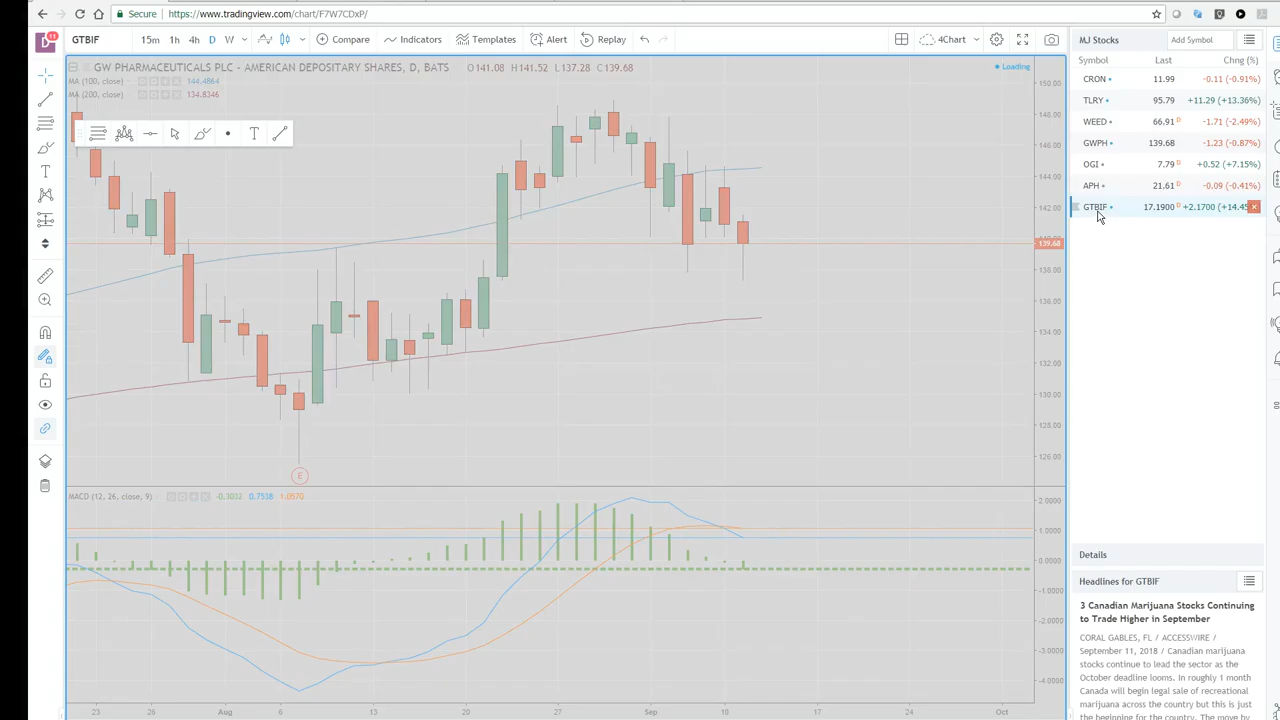 Secure
https://www.tradingview.com/chart/F7W7CDxP/
D
11
GTBIF
15m 1h 4h D W
Compare
Indicators
Templates
Alert
Replay
4Chart
MJ Stocks
Add Symbol
GW PHARMACEUTICALS PLC - AMERICAN DEPOSITARY SHARES, D, BATS O141.08 H141.52 L137.28 C139.68
Loading
MA (100, close) 144.4864
MA (200, close) 134.8346
Symbol Last Chng (%)
CRON 11.99 -0.11 (-0.91%)
TLRY 95.79 +11.29 (+13.36%)
WEED 66.91 D -1.71 (-2.49%)
GWPH 139.68 -1.23 (-0.87%)
OGI 7.79 D +0.52 (+7.15%)
APH 21.61 D -0.09 (-0.41%)
GTBIF 17.1900 D +2.1700 (+14.45
150.00
148.00
146.00
144.00
142.00
139.68
138.00
136.00
134.00
132.00
130.00
128.00
126.00
E
MACD (12, 26, close, 9) -0.3032 0.7538 1.0570
2.0000
1.0000
0.0000
-1.0000
-2.0000
-3.0000
-4.0000
23 26 Aug 6 13 20 27 Sep 10 17 24 Oct
Details
Headlines for GTBIF
3 Canadian Marijuana Stocks Continuing
to Trade Higher in September
CORAL GABLES, FL / ACCESSWIRE /
September 11, 2018 / Canadian marijuana
stocks continue to lead the sector as the
October deadline looms. In roughly 1 month
Canada will begin legal sale of recreational
marijuana across the country but this is just
the beginning for the country. The move by